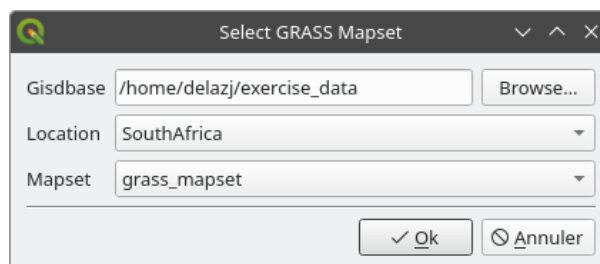 Select GRASS Mapset
Gisdbase /home/delazj/exercise_data Browse...
Location SouthAfrica
Mapset grass_mapset
Ok Annuler